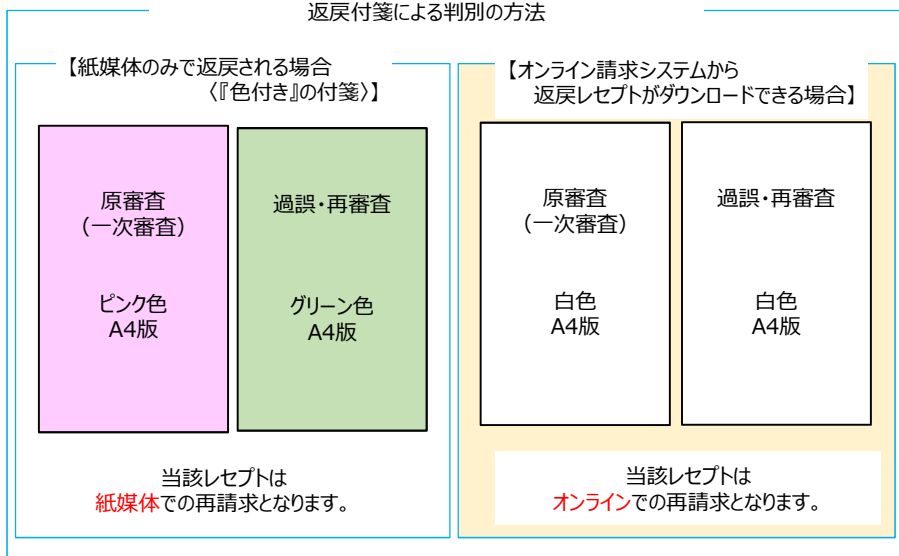 返戻付箋による判別の方法
【紙媒体のみで返戻される場合
〈『色付き』の付箋〉】
原審査
(一次審査)
ピンク色
A4版
過誤・再審査
グリーン色
A4版
当該レセプトは
紙媒体での再請求となります。
【オンライン請求システムから
返戻レセプトがダウンロードできる場合】
原審査
(一次審査)
白色
A4版
過誤・再審査
白色
A4版
当該レセプトは
オンラインでの再請求となります。